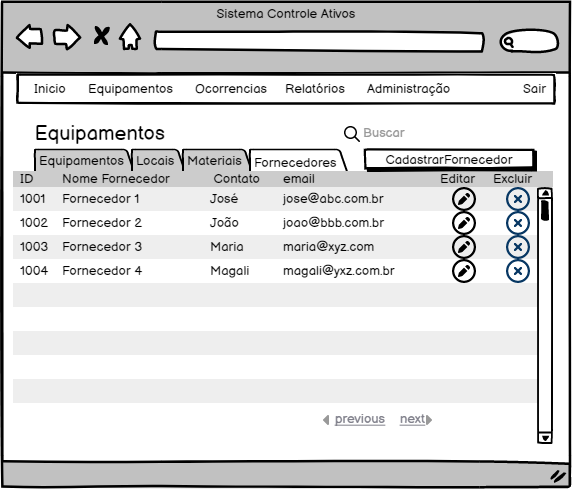 Sistema Controle Ativos
Inicio Equipamentos Ocorrencias Relatórios Administração Sair
Equipamentos Buscar
Equipamentos Locais Materiais Fornecedores CadastrarFornecedor
ID Nome Fornecedor Contato email Editar Excluir
1001 Fornecedor 1 José jose@abc.com.br
1002 Fornecedor 2 João joao@bbb.com.br
1003 Fornecedor 3 Maria maria@xyz.com
1004 Fornecedor 4 Magali magali@yxz.com.br
previous next